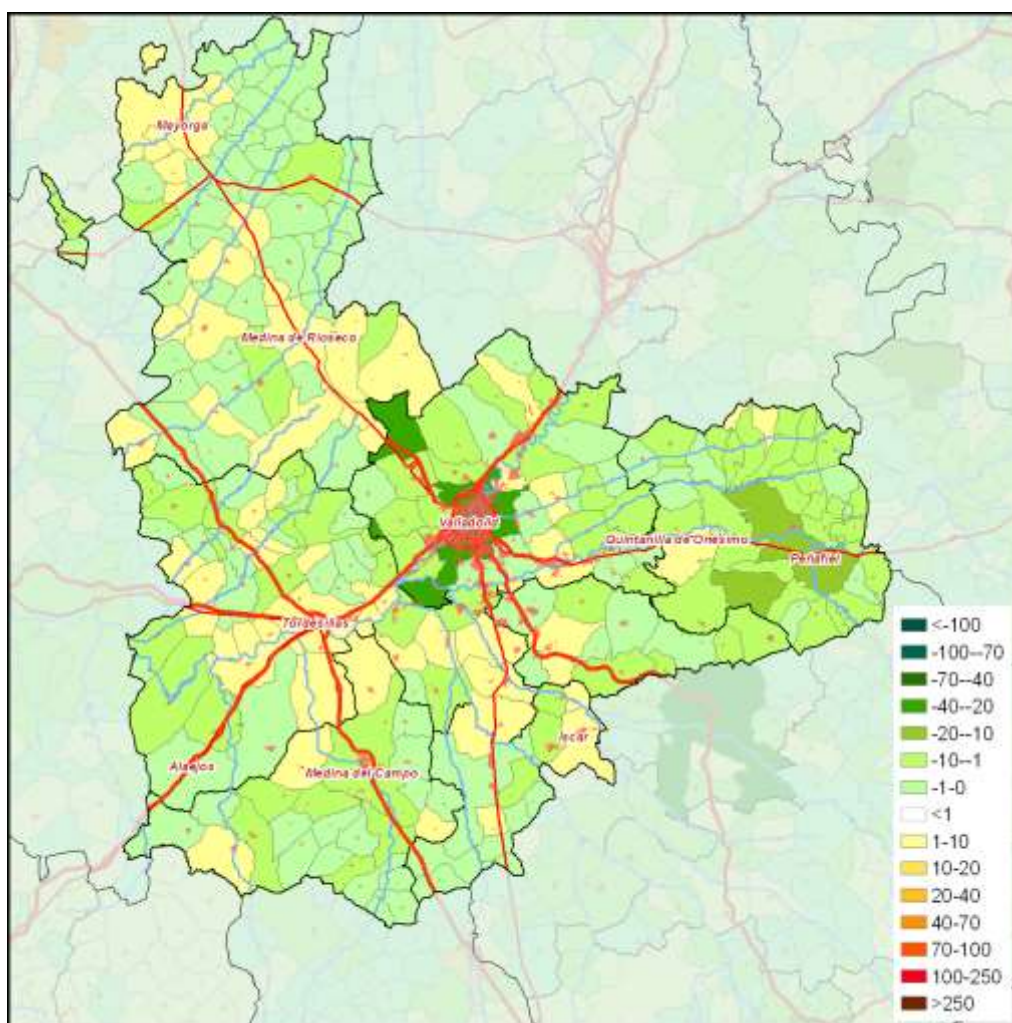 Mayorga
Medina de Rioseco
Valladolid
Quintanilla de Onésimo
Peñafiel
Tordesillas
Iscar
Alaejos
Medina del Campo
<-100
-100--70
-70--40
-40--20
-20--10
-10--1
-1-0
<1
1-10
10-20
20-40
40-70
70-100
100-250
>250